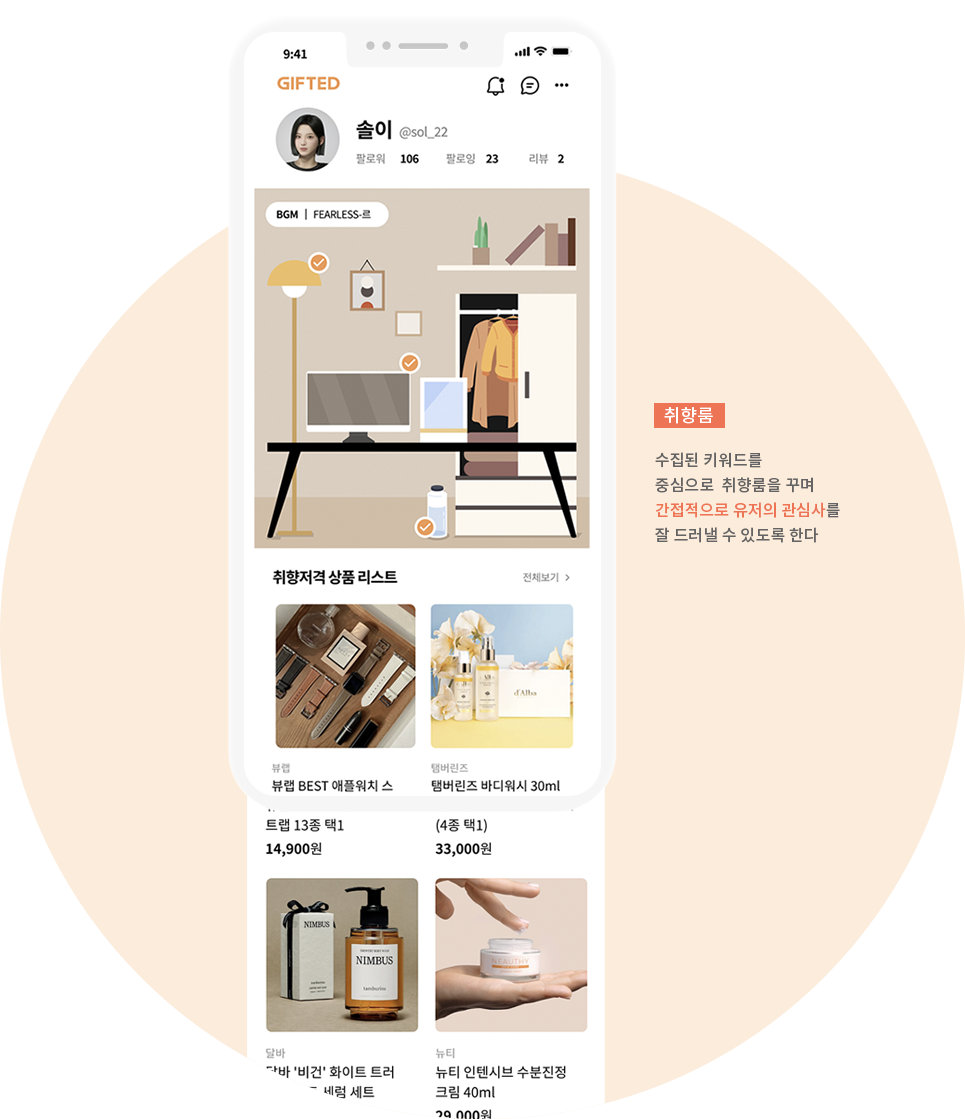 9:41
GIFTED
솔이 @sol_22
팔로워 106 팔로잉 23 리뷰 2
BGM | FEARLESS-르
취향룸
수집된 키워드를
중심으로 취향룸을 꾸며
간접적으로 유저의 관심사를
잘 드러낼 수 있도록 한다
취향저격 상품 리스트 전체보기 >
d'Alba
뷰랩
뷰랩 BEST 애플워치 스
트랩 13종 택1
14,900원
탬버린즈
탬버린즈 바디워시 30ml
(4종 택1)
33,000원
NIMBUS
NIMBUS
tamburins
NEAUTHY
달바
달바 '비건' 화이트 트러
세럼 세트
뉴티
뉴티 인텐시브 수분진정
크림 40ml
29,000원